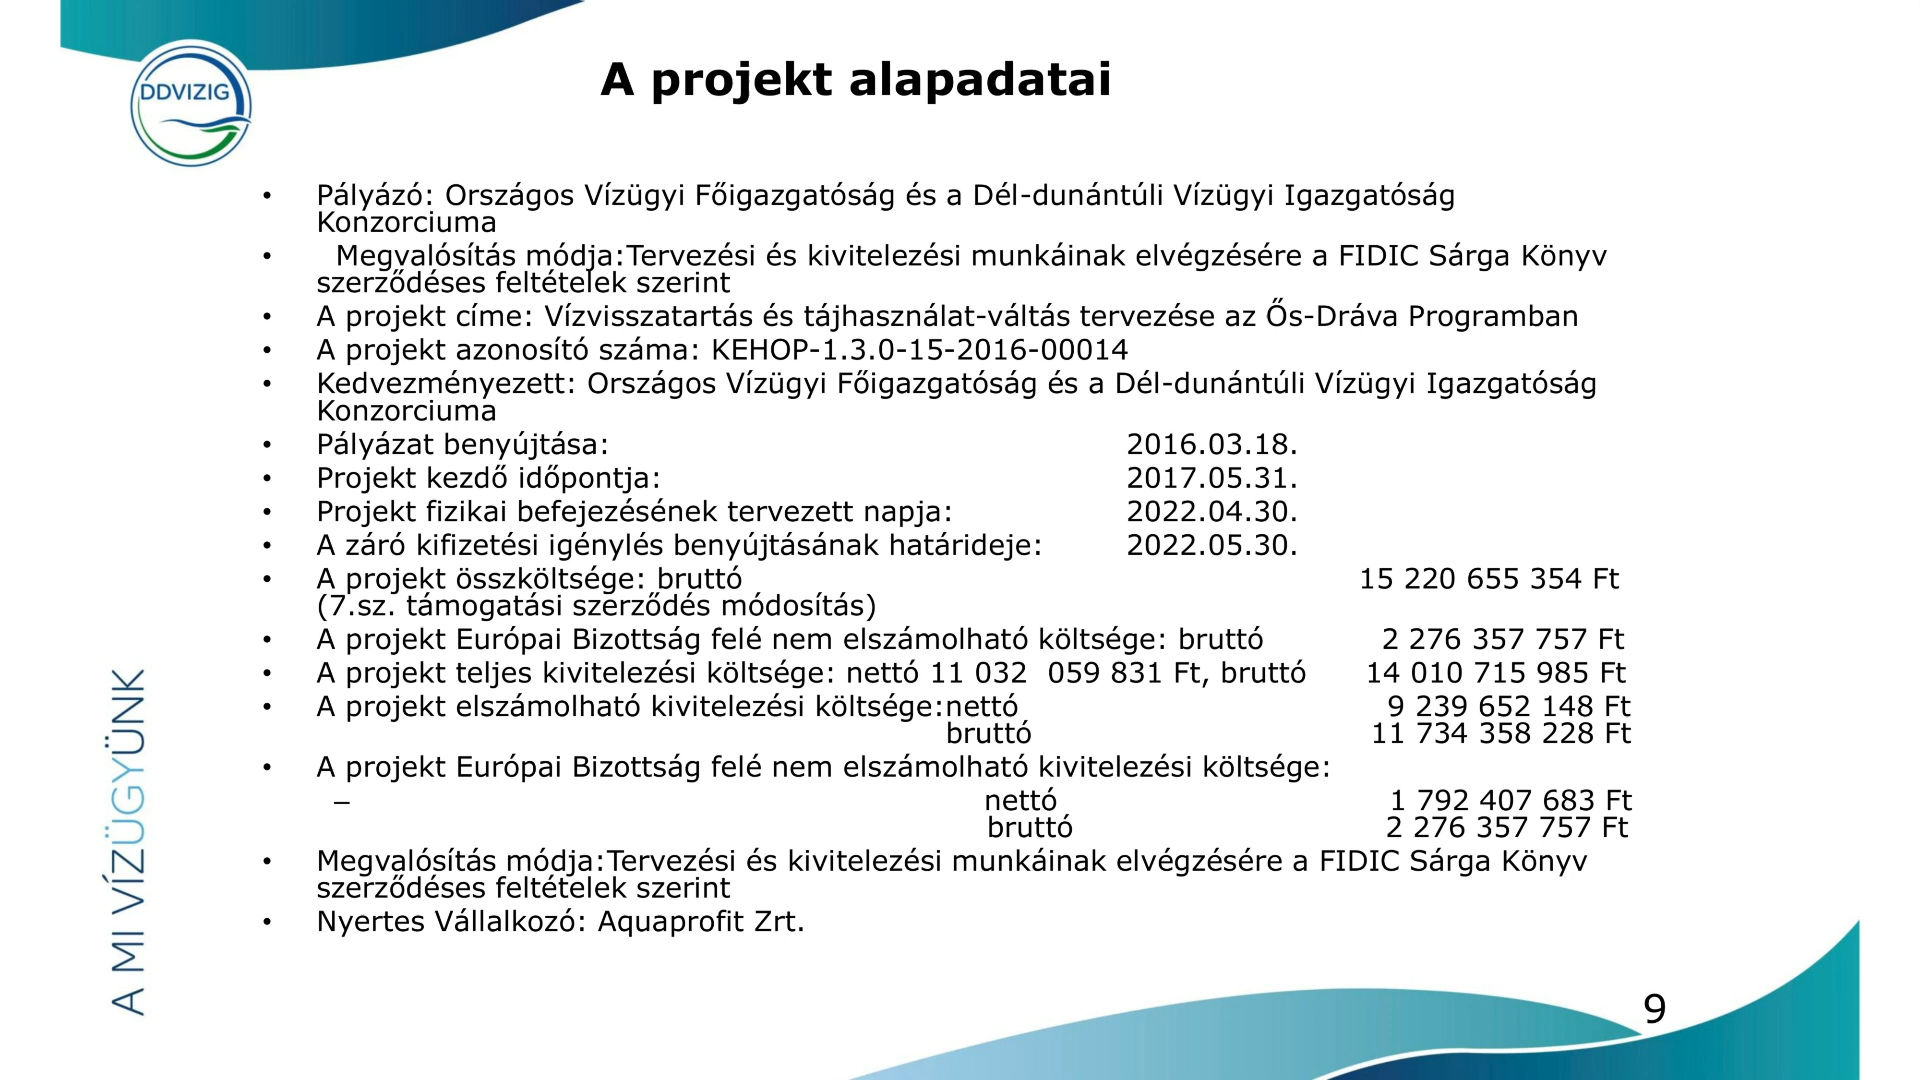 DDVIZIG
A projekt alapadatai
• Pályázó: Országos Vízügyi Főigazgatóság és a Dél-dunántúli Vízügyi Igazgatóság
Konzorciuma
• Megvalósítás módja:Tervezési és kivitelezési munkáinak elvégzésére a FIDIC Sárga Könyv
szerződéses feltételek szerint
• A projekt címe: Vízvisszatartás és tájhasználat-váltás tervezése az Ős-Dráva Programban
• A projekt azonosító száma: KEHOP-1.3.0-15-2016-00014
• Kedvezményezett: Országos Vízügyi Főigazgatóság és a Dél-dunántúli Vízügyi Igazgatóság
Konzorciuma
• Pályázat benyújtása: 2016.03.18.
• Projekt kezdő időpontja: 2017.05.31.
• Projekt fizikai befejezésének tervezett napja: 2022.04.30.
• A záró kifizetési igénylés benyújtásának határideje: 2022.05.30.
• A projekt összköltsége: bruttó 15 220 655 354 Ft
(7.sz. támogatási szerződés módosítás)
• A projekt Európai Bizottság felé nem elszámolható költsége: bruttó 2 276 357 757 Ft
• A projekt teljes kivitelezési költsége: nettó 11 032 059 831 Ft, bruttó 14 010 715 985 Ft
• A projekt elszámolható kivitelezési költsége:nettó 9 239 652 148 Ft
bruttó 11 734 358 228 Ft
• A projekt Európai Bizottság felé nem elszámolható kivitelezési költsége:
– nettó 1 792 407 683 Ft
bruttó 2 276 357 757 Ft
• Megvalósítás módja:Tervezési és kivitelezési munkáinak elvégzésére a FIDIC Sárga Könyv
szerződéses feltételek szerint
• Nyertes Vállalkozó: Aquaprofit Zrt.
A MI VÍZÜGYÜNK
9